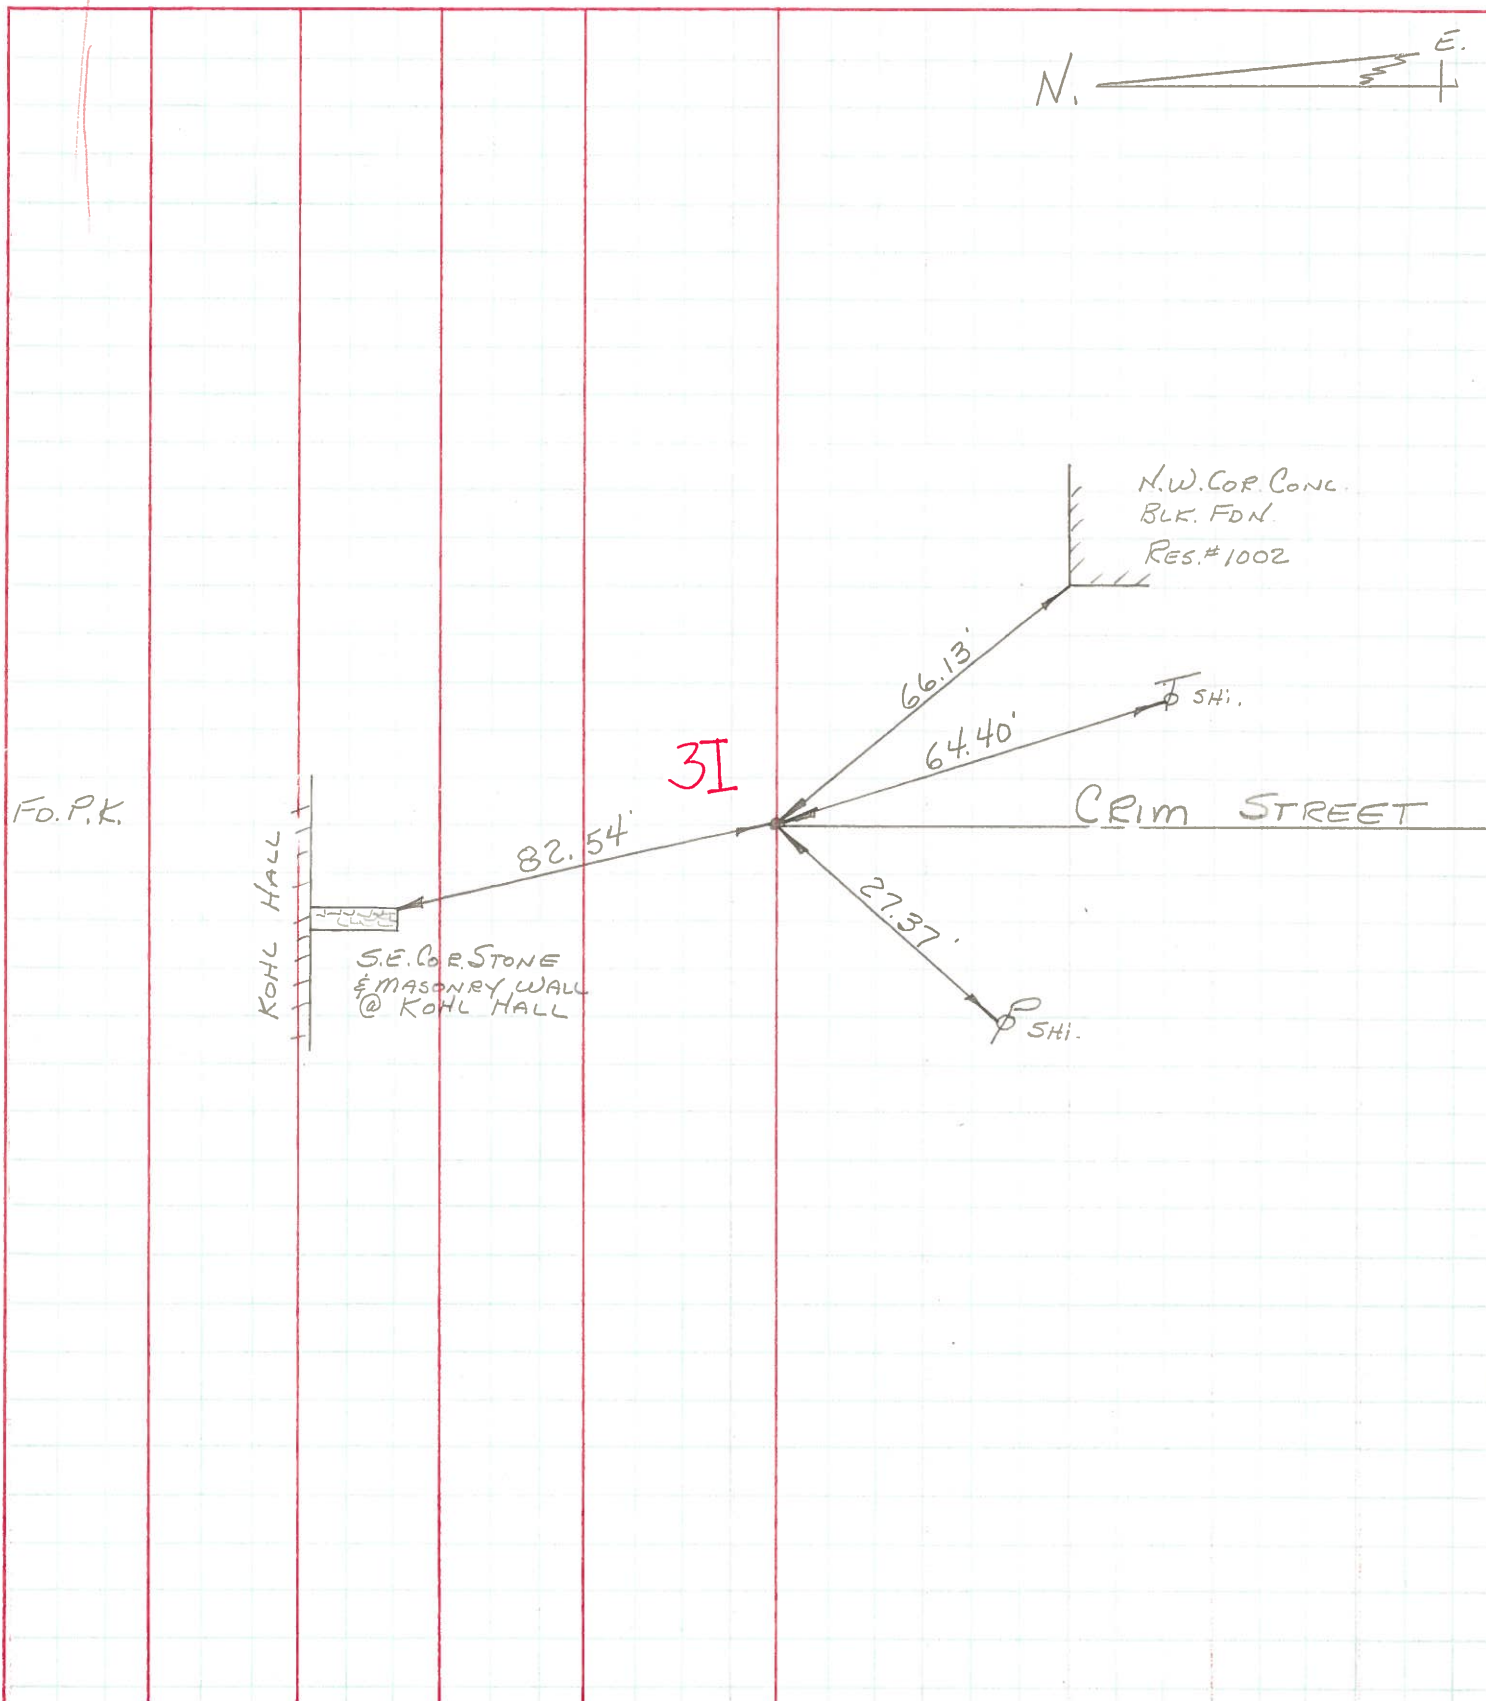 N.
E.
N.W. COR. CONC.
BLK. FDN.
RES. #1002
66.13'
SHI.
64.40'
3I
CRIM STREET
FD. P.K.
82.54'
KOHL HALL
27.37'
S.E. COR. STONE
& MASONRY WALL
@ KOHL HALL
SHI.